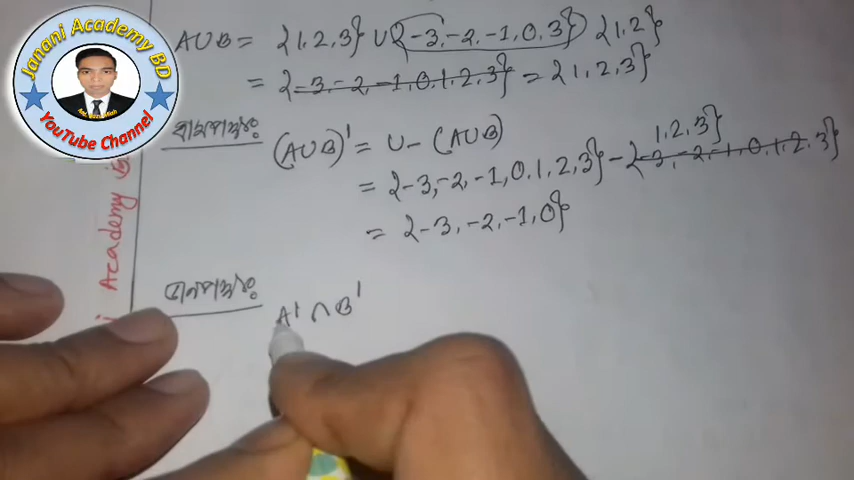 Janani Academy BD
YouTube Channel
i Academy
A∪B = {1,2,3} ∪ {-3,-2,-1,0,3} {1,2}
= {-3,-2,-1,0,1,2,3} = {1,2,3}
বামপক্ষঃ
(A∪B)' = U - (A∪B)
= {-3,-2,-1,0,1,2,3} - {-3,-2,-1,0,1,2,3} 1,2,3}
= {-3,-2,-1,0}
ডানপক্ষঃ
A' ∩ B'